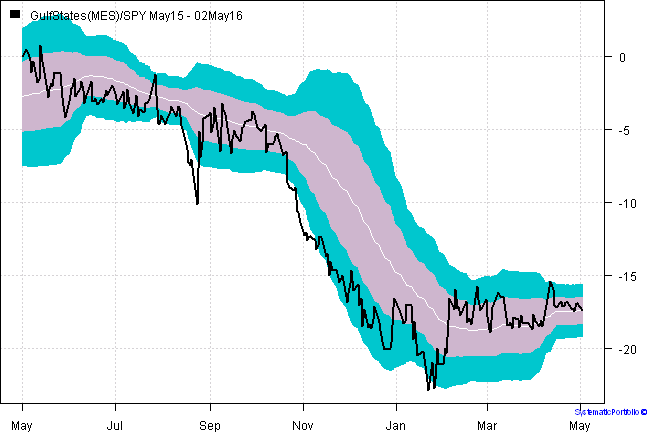 GulfStates(MES)/SPY May15 - 02May16
0
-5
-10
-15
-20
May Jul Sep Nov Jan Mar May
SystematicPortfolio ©